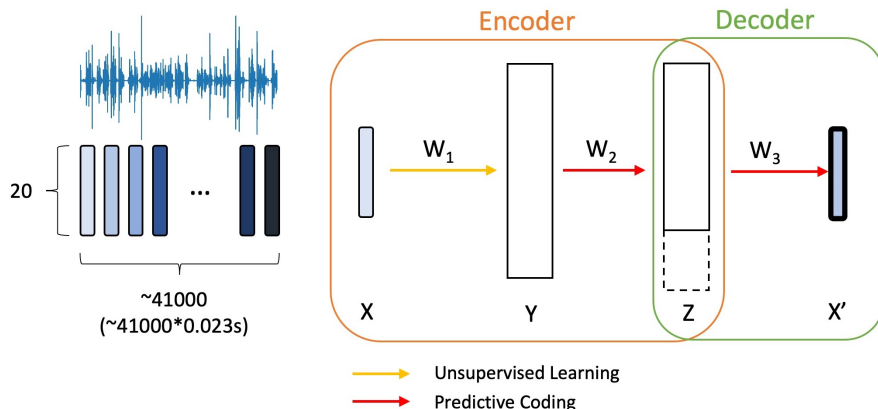 Encoder
Decoder
20
...
~41000
(~41000*0.023s)
W1
W2
W3
X
Y
Z
X'
Unsupervised Learning
Predictive Coding